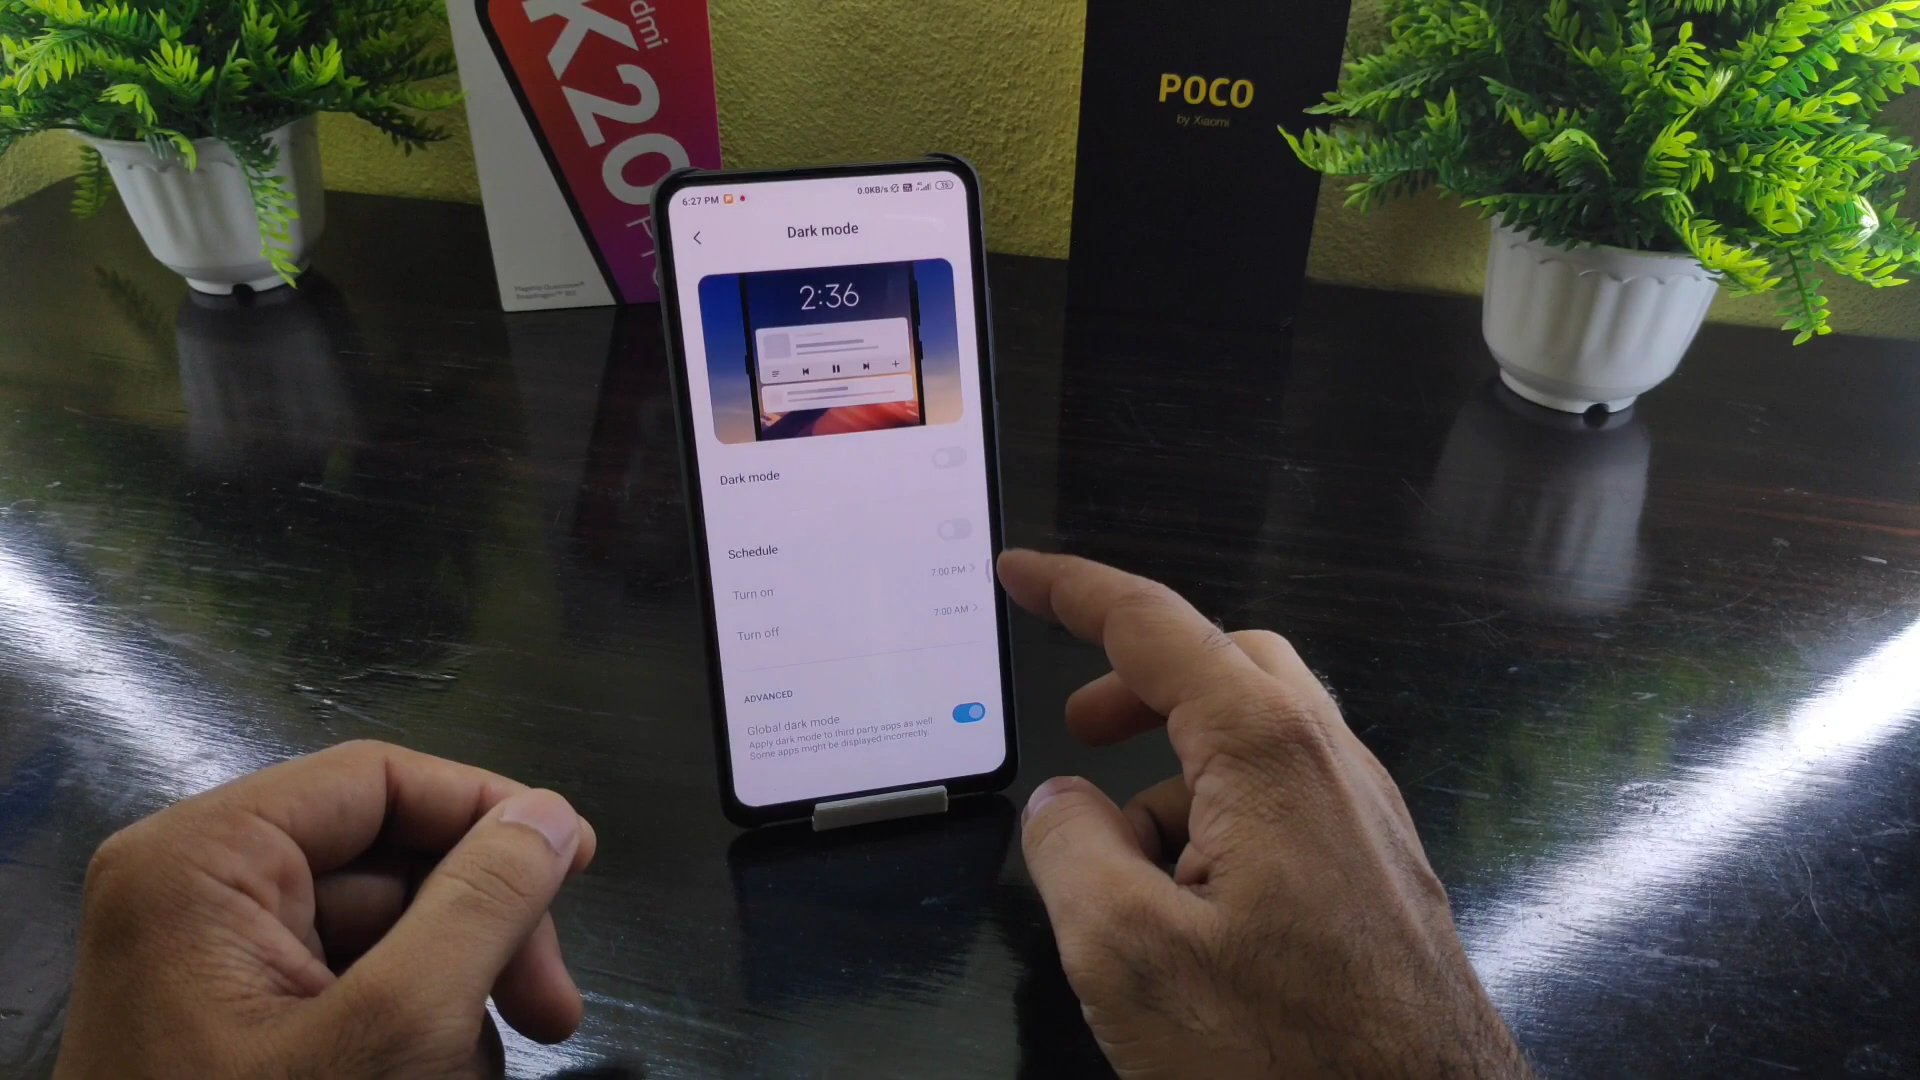 dmi
K20
POCO
by Xiaomi
6:27 PM
0.0KB/s
Dark mode
2:36
Dark mode
Schedule
Turn on
7:00 PM
Turn off
7:00 AM
ADVANCED
Global dark mode
Apply dark mode to third party apps as well.
Some apps might be displayed incorrectly.